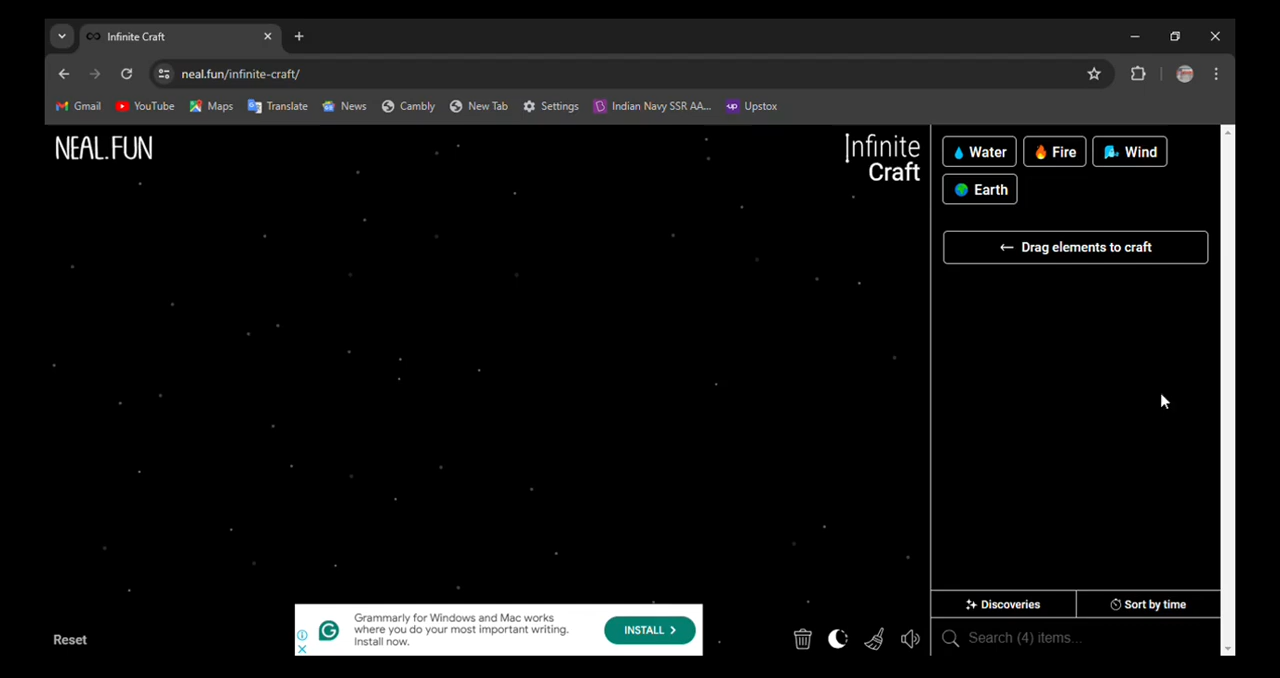 Infinite Craft
neal.fun/infinite-craft/
Gmail YouTube Maps Translate News Cambly New Tab Settings Indian Navy SSR AA... Upstox
NEAL.FUN
Infinite
Craft
Water Fire Wind
Earth
← Drag elements to craft
Discoveries Sort by time
Search (4) items...
Reset
Grammarly for Windows and Mac works
where you do your most important writing.
Install now.
INSTALL >